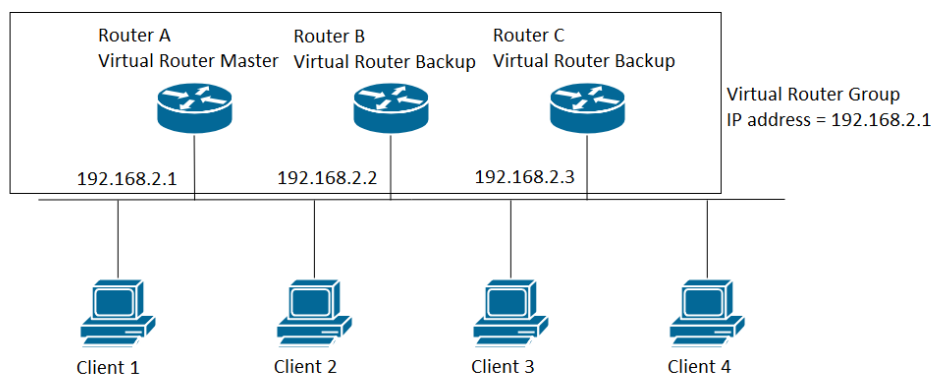 Router A
Virtual Router Master
Router B
Virtual Router Backup
Router C
Virtual Router Backup
Virtual Router Group
IP address = 192.168.2.1
192.168.2.1
192.168.2.2
192.168.2.3
Client 1
Client 2
Client 3
Client 4